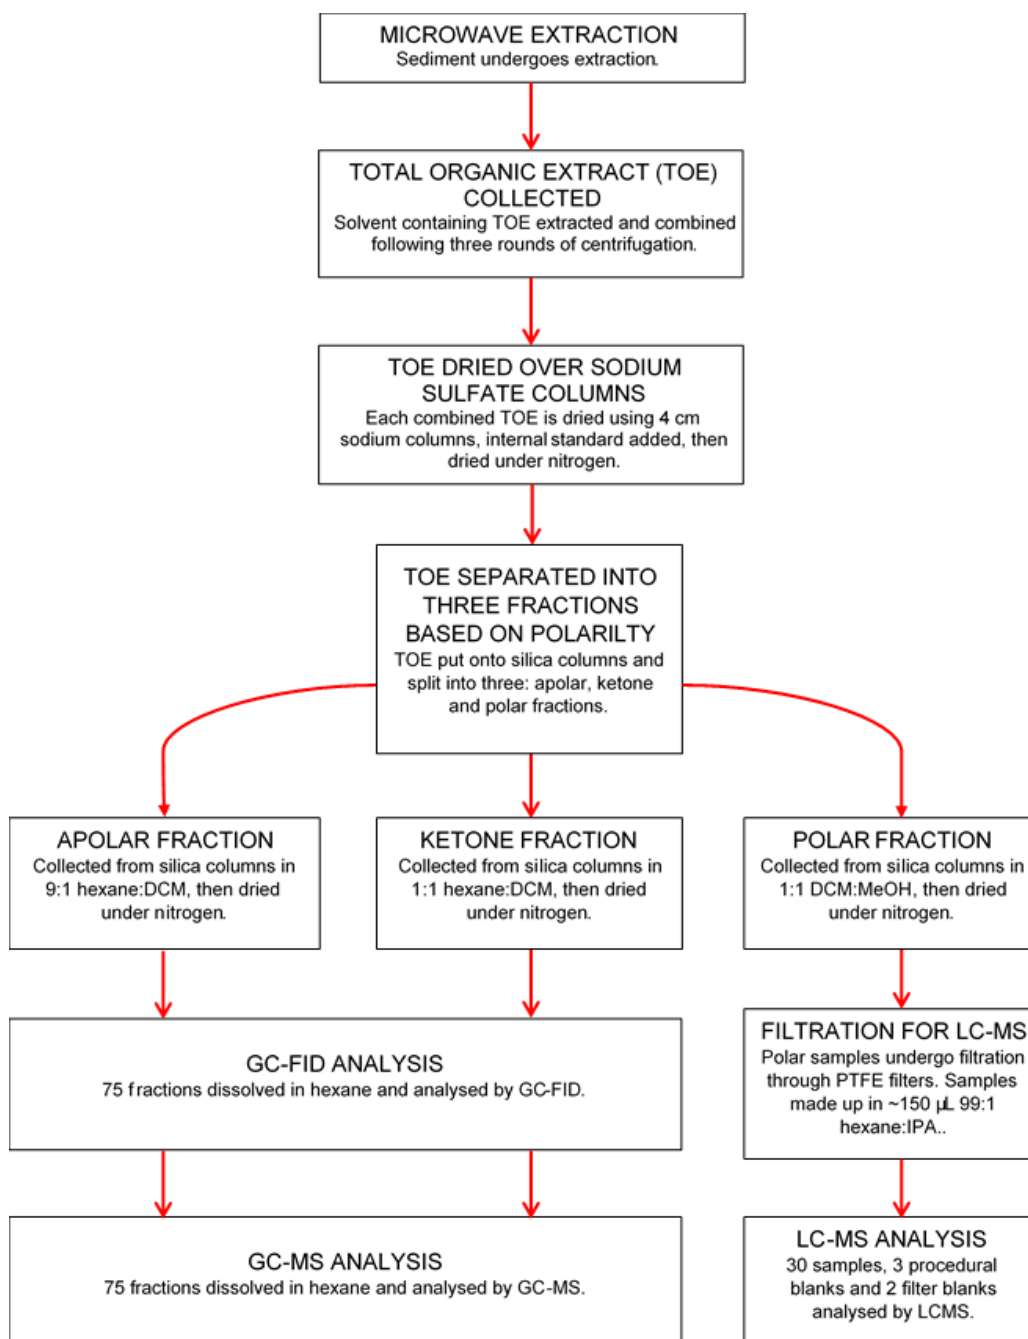 MICROWAVE EXTRACTION
Sediment undergoes extraction.
TOTAL ORGANIC EXTRACT (TOE)
COLLECTED
Solvent containing TOE extracted and combined
following three rounds of centrifugation.
TOE DRIED OVER SODIUM
SULFATE COLUMNS
Each combined TOE is dried using 4 cm
sodium columns, internal standard added, then
dried under nitrogen.
TOE SEPARATED INTO
THREE FRACTIONS
BASED ON POLARILTY
TOE put onto silica columns and
split into three: apolar, ketone
and polar fractions.
APOLAR FRACTION
Collected from silica columns in
9:1 hexane:DCM, then dried
under nitrogen.
KETONE FRACTION
Collected from silica columns in
1:1 hexane:DCM, then dried
under nitrogen.
POLAR FRACTION
Collected from silica columns in
1:1 DCM:MeOH, then dried
under nitrogen.
GC-FID ANALYSIS
75 fractions dissolved in hexane and analysed by GC-FID.
FILTRATION FOR LC-MS
Polar samples undergo filtration
through PTFE filters. Samples
made up in ~150 µL 99:1
hexane:IPA..
GC-MS ANALYSIS
75 fractions dissolved in hexane and analysed by GC-MS.
LC-MS ANALYSIS
30 samples, 3 procedural
blanks and 2 filter blanks
analysed by LCMS.